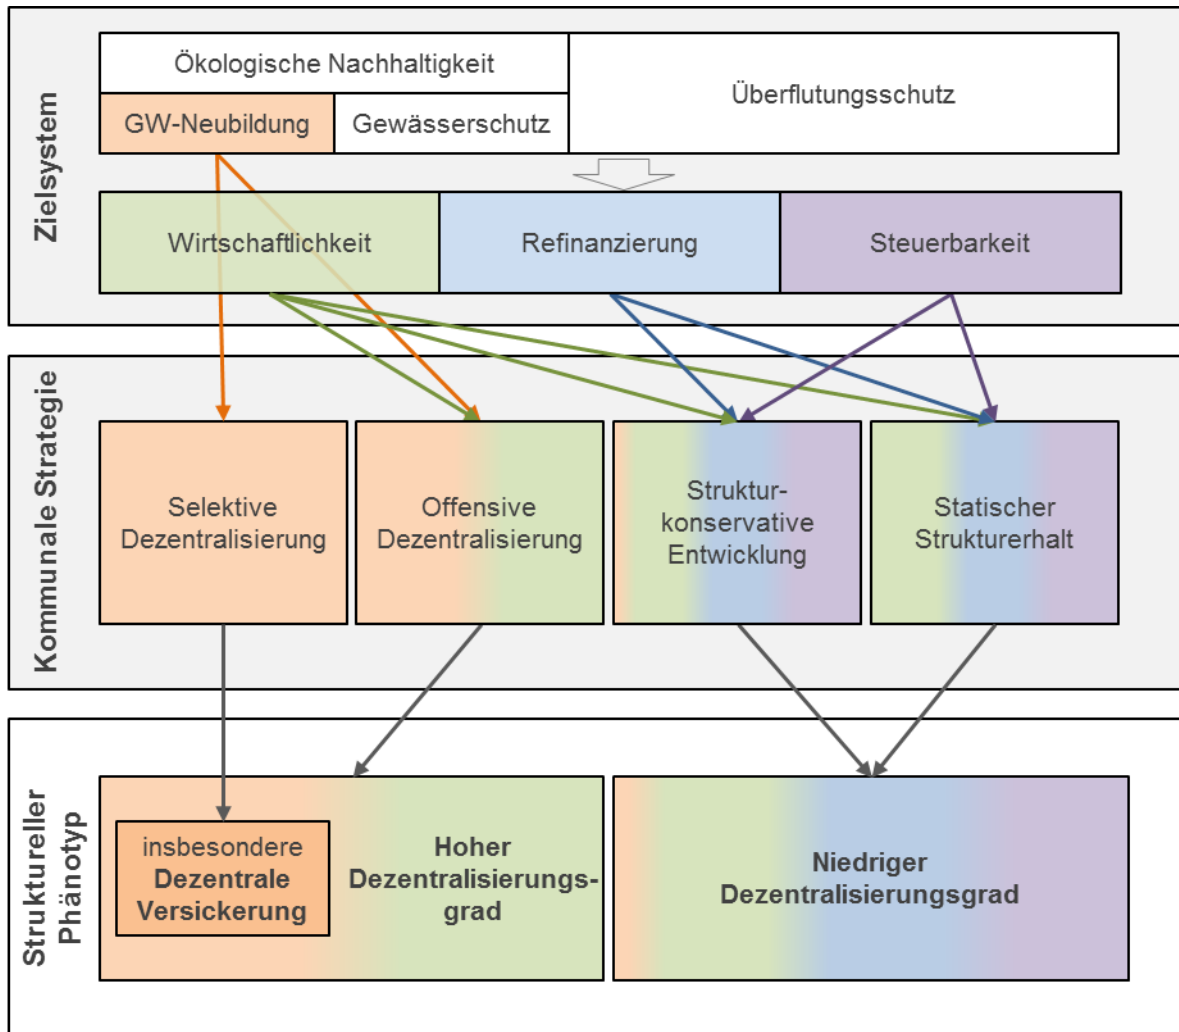 Zielsystem
Ökologische Nachhaltigkeit
GW-Neubildung
Gewässerschutz
Überflutungsschutz
Wirtschaftlichkeit
Refinanzierung
Steuerbarkeit
Kommunale Strategie
Selektive
Dezentralisierung
Offensive
Dezentralisierung
Struktur-
konservative
Entwicklung
Statischer
Strukturerhalt
Struktureller
Phänotyp
insbesondere
Dezentrale
Versickerung
Hoher
Dezentralisierungs-
grad
Niedriger
Dezentralisierungsgrad